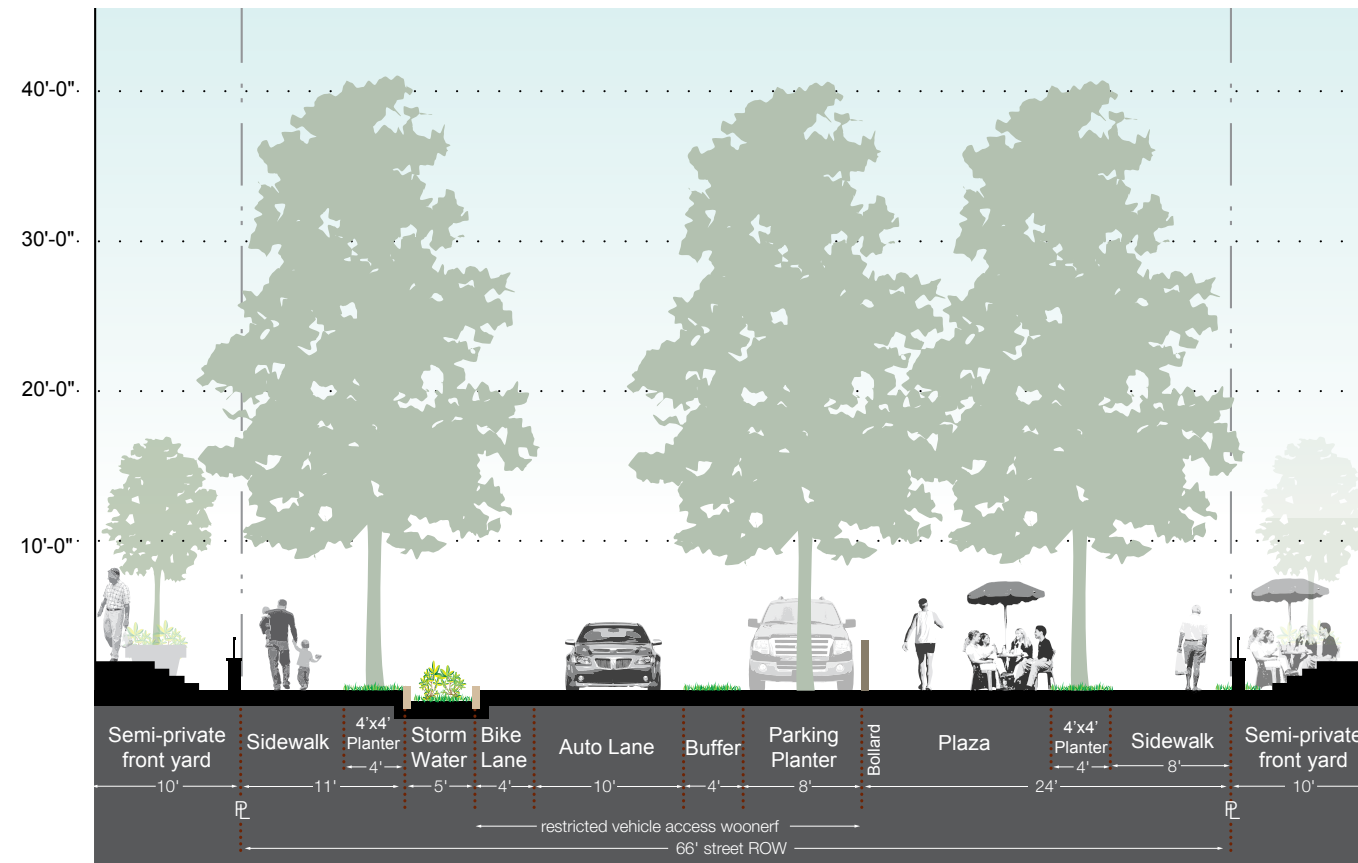 40'-0"
30'-0"
20'-0"
10'-0"
Semi-private
front yard
10'
Sidewalk
11'
4'x4'
Planter
4'
Storm
Water
5'
Bike
Lane
4'
Auto Lane
10'
Buffer
4'
Parking
Planter
8'
Bollard
Plaza
24'
4'x4'
Planter
4'
Sidewalk
8'
Semi-private
front yard
10'
PL
PL
restricted vehicle access woonerf
66' street ROW